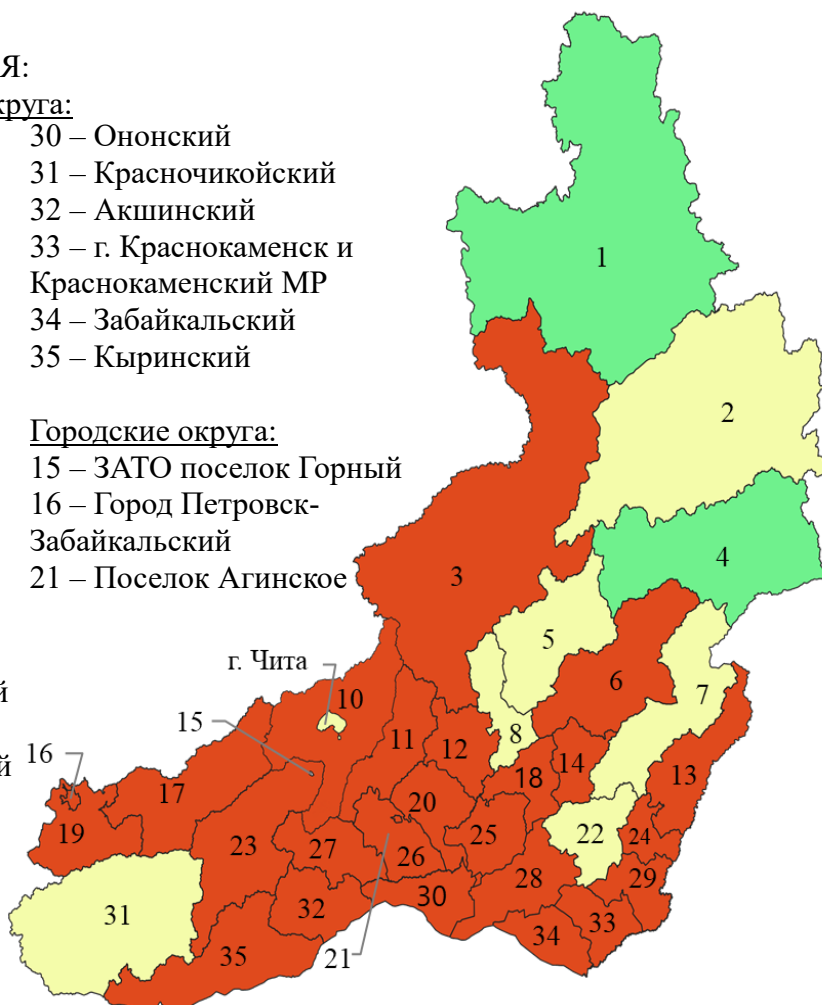 Я:
круга:
30 – Ононский
31 – Красночикойский
32 – Акшинский
33 – г. Краснокаменск и
Краснокаменский МР
34 – Забайкальский
35 – Кыринский
Городские округа:
15 – ЗАТО поселок Горный
16 – Город Петровск-
Забайкальский
21 – Поселок Агинское
й
й
1
2
3
4
5
6
7
8
г. Чита
10
11
12
13
14
15
16
17
18
19
20
21
22
23
24
25
26
27
28
29
30
31
32
33
34
35